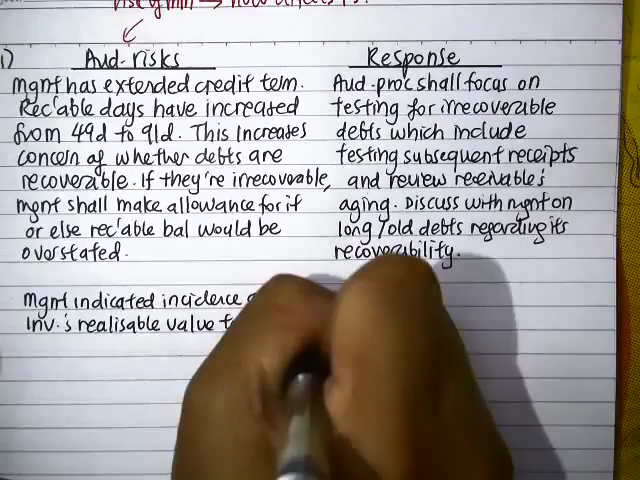 1) Aud-risks
mgmt has extended credit term.
Rec'able days have increased
from 49d to 91d. This increases
concern of whether debts are
recoverable. If they're irrecoverable,
mgmt shall make allowance for it
or else rec'able bal would be
overstated.
Mgmt indicated incidence
Inv.'s realisable value
Response
Aud-proc shall focus on
testing for irrecoverable
debts which include
testing subsequent receipts
and review receivable's
aging. Discuss with mgmt on
long/old debts regarding its
recoverability.